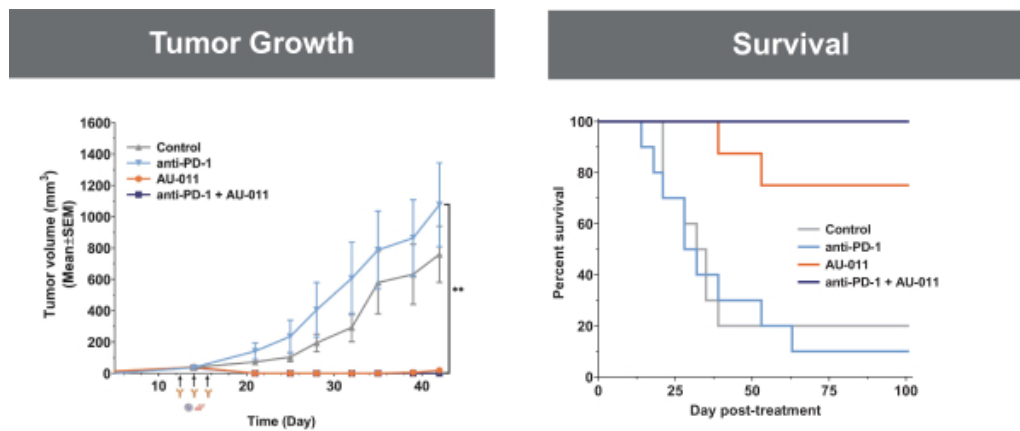 Tumor Growth
Tumor volume (mm³)
(Mean±SEM)
1600
1400
1200
1000
800
600
400
200
0
Control
anti-PD-1
AU-011
anti-PD-1 + AU-011
**
10
20
30
40
Time (Day)
Survival
Percent survival
100
80
60
40
20
0
Control
anti-PD-1
AU-011
anti-PD-1 + AU-011
0
25
50
75
100
Day post-treatment